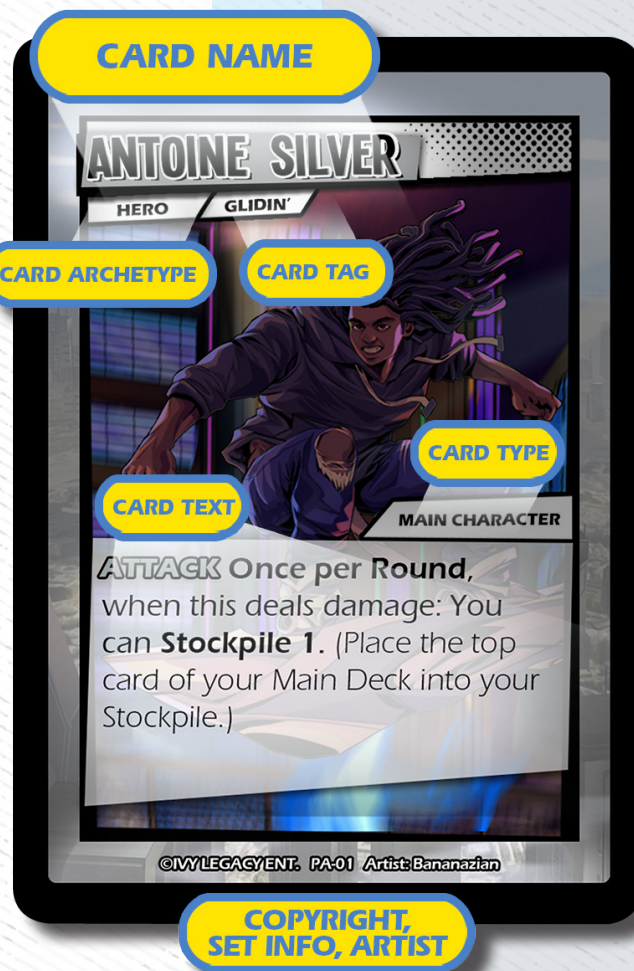 CARD NAME
ANTOINE SILVER
HERO GLIDIN'
CARD ARCHETYPE CARD TAG
CARD TYPE
CARD TEXT
MAIN CHARACTER
ATTACK Once per Round,
when this deals damage: You
can Stockpile 1. (Place the top
card of your Main Deck into your
Stockpile.)
©IVY LEGACY ENT. PA-01 Artist: Bananazian
COPYRIGHT,
SET INFO, ARTIST